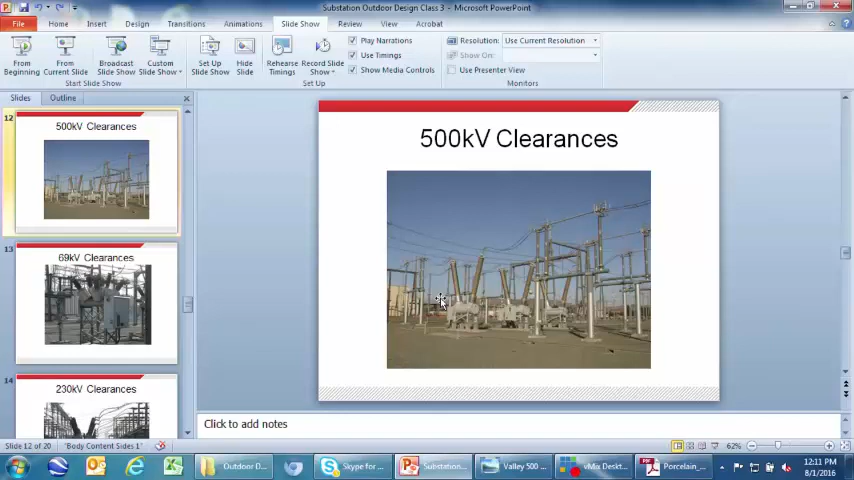 Substation Outdoor Design Class 3 - Microsoft PowerPoint
File Home Insert Design Transitions Animations Slide Show Review View Acrobat
From Beginning
From Current Slide
Broadcast Slide Show
Custom Slide Show
Set Up Slide Show
Hide Slide
Rehearse Timings
Record Slide Show
Play Narrations
Use Timings
Show Media Controls
Resolution: Use Current Resolution
Show On:
Use Presenter View
Start Slide Show
Set Up
Monitors
Slides Outline
12
500kV Clearances
13
69kV Clearances
14
230kV Clearances
500kV Clearances
Click to add notes
Slide 12 of 20 "Body Content Sides 1" 62%
Outdoor D...
Skype for ...
Substation...
Valley 500 ...
vMix Deskt...
Porcelain_...
12:11 PM
8/1/2016